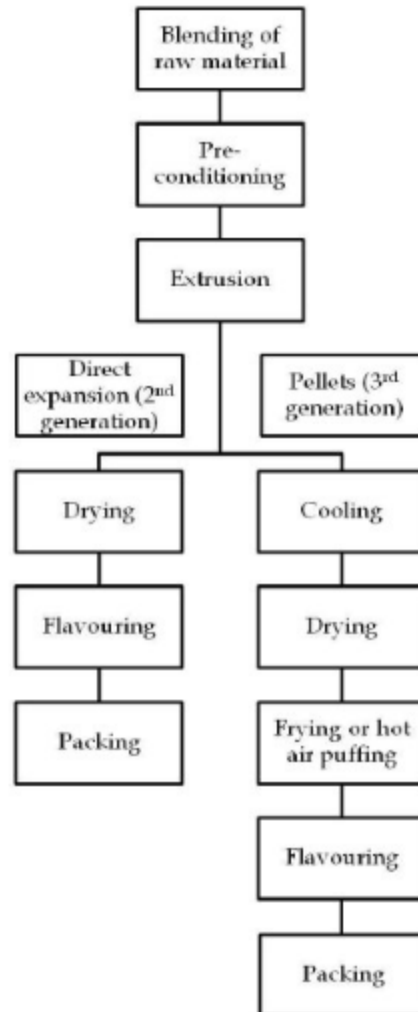 Blending of
raw material
Pre-
conditioning
Extrusion
Direct
expansion (2nd
generation)
Pellets (3rd
generation)
Drying
Cooling
Flavouring
Drying
Packing
Frying or hot
air puffing
Flavouring
Packing